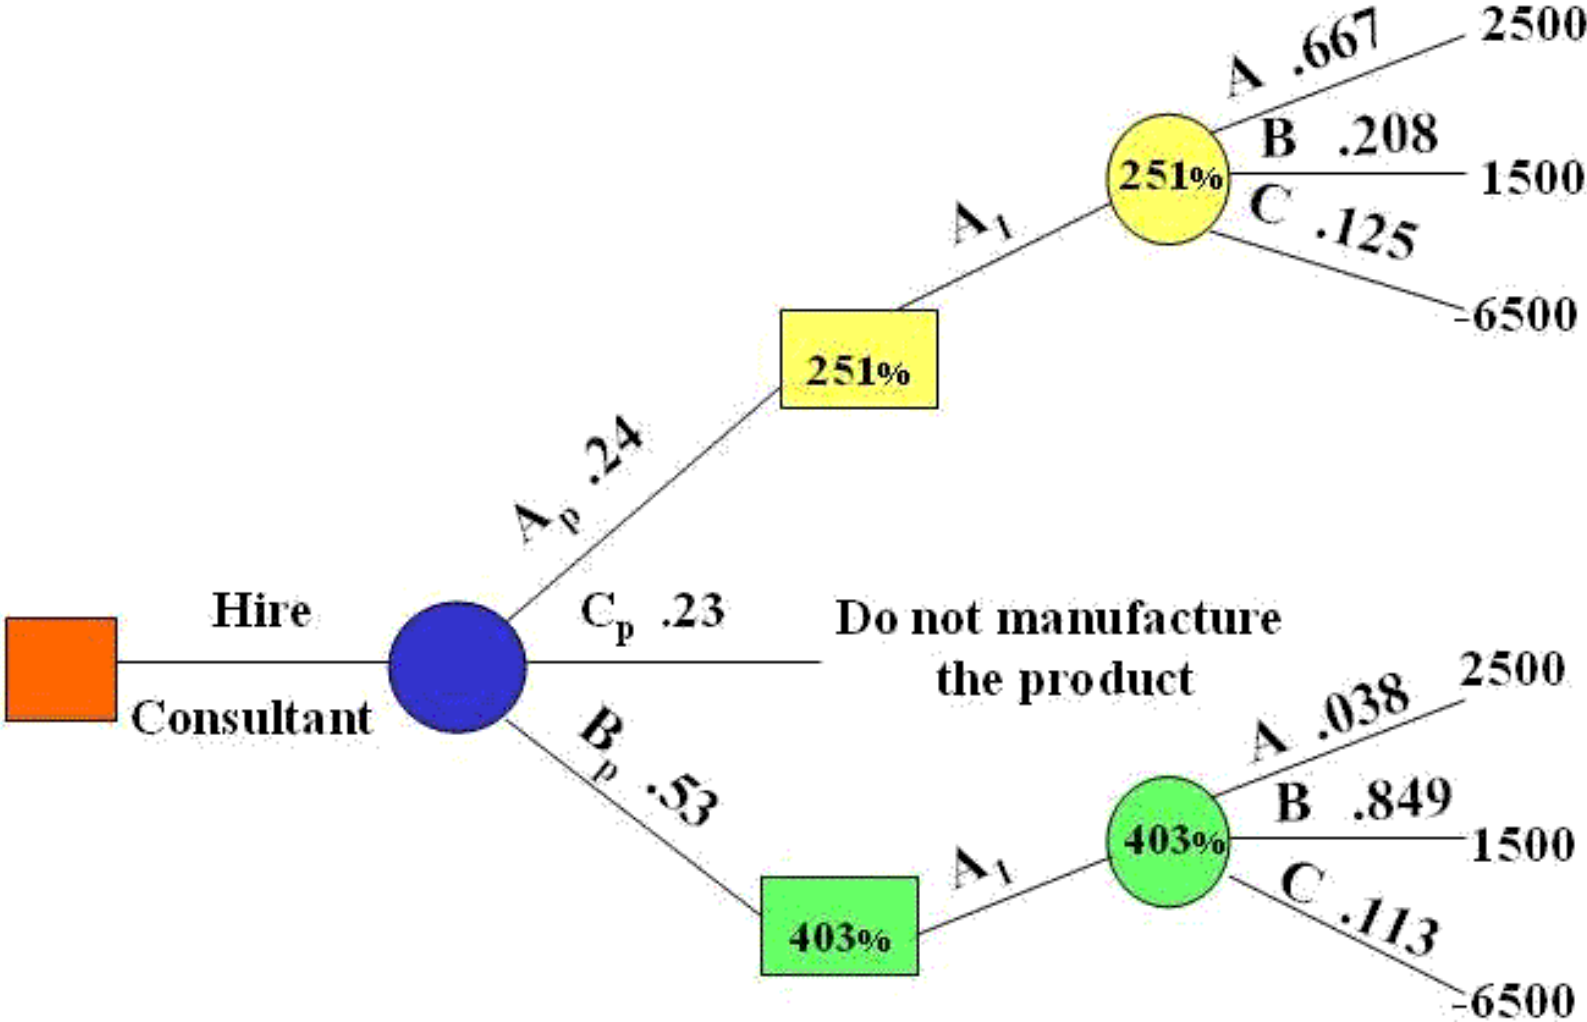 A .667 2500
B .208 1500
C .125 -6500
251%
A1
251%
Ap .24
Hire
Consultant
Cp .23
Do not manufacture
the product
Bp .53
A .038 2500
B .849 1500
C .113 -6500
403%
A1
403%